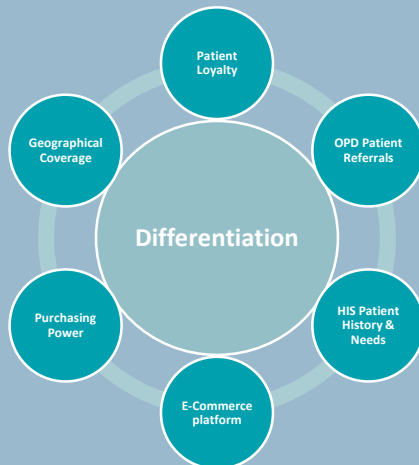 Patient
Loyalty
OPD Patient
Referrals
HIS Patient
History &
Needs
E-Commerce
platform
Purchasing
Power
Geographical
Coverage
Differentiation